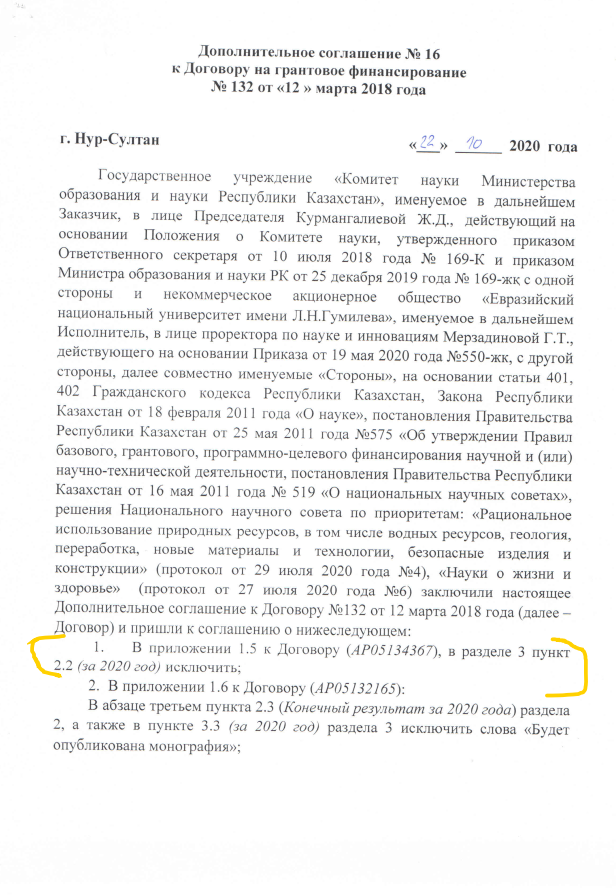 Дополнительное соглашение № 16
к Договору на грантовое финансирование
№ 132 от «12 » марта 2018 года
г. Нур-Султан «22» 10 2020 года
Государственное учреждение «Комитет науки Министерства
образования и науки Республики Казахстан», именуемое в дальнейшем
Заказчик, в лице Председателя Курмангалиевой Ж.Д., действующий на
основании Положения о Комитете науки, утвержденного приказом
Ответственного секретаря от 10 июля 2018 года № 169-К и приказом
Министра образования и науки РК от 25 декабря 2019 года № 169-жқ с одной
стороны и некоммерческое акционерное общество «Евразийский
национальный университет имени Л.Н.Гумилева», именуемое в дальнейшем
Исполнитель, в лице проректора по науке и инновациям Мерзадиновой Г.Т.,
действующего на основании Приказа от 19 мая 2020 года №550-жк, с другой
стороны, далее совместно именуемые «Стороны», на основании статьи 401,
402 Гражданского кодекса Республики Казахстан, Закона Республики
Казахстан от 18 февраля 2011 года «О науке», постановления Правительства
Республики Казахстан от 25 мая 2011 года №575 «Об утверждении Правил
базового, грантового, программно-целевого финансирования научной и (или)
научно-технической деятельности, постановления Правительства Республики
Казахстан от 16 мая 2011 года № 519 «О национальных научных советах»,
решения Национального научного совета по приоритетам: «Рациональное
использование природных ресурсов, в том числе водных ресурсов, геология,
переработка, новые материалы и технологии, безопасные изделия и
конструкции» (протокол от 29 июля 2020 года №4), «Науки о жизни и
здоровье» (протокол от 27 июля 2020 года №6) заключили настоящее
Дополнительное соглашение к Договору №132 от 12 марта 2018 года (далее –
Договор) и пришли к соглашению о нижеследующем:
1. В приложении 1.5 к Договору (АР05134367), в разделе 3 пункт
2.2 (за 2020 год) исключить;
2. В приложении 1.6 к Договору (АР05132165):
В абзаце третьем пункта 2.3 (Конечный результат за 2020 года) раздела
2, а также в пункте 3.3 (за 2020 год) раздела 3 исключить слова «Будет
опубликована монография»;